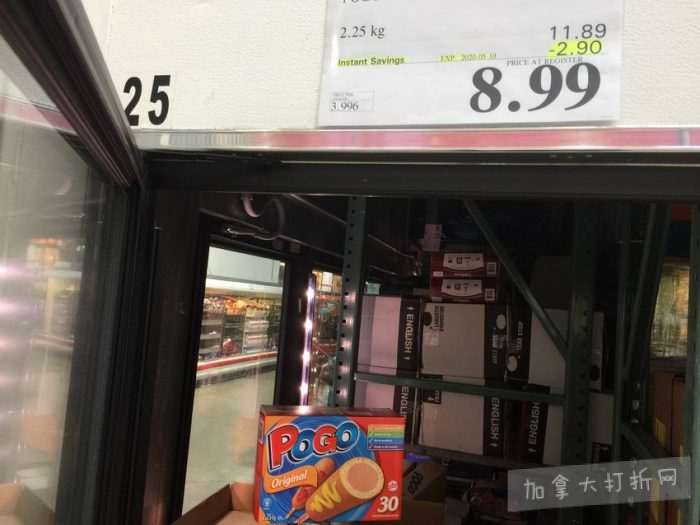 2.25 kg
11.89
-2.90
Instant Savings
EXP. 2020-05-10
PRICE AT REGISTER
8.99
3.996
25
ENGLISH
ENGLISH
ENGLISH
ENGLISH
POGO
Original
30
加拿大打折网